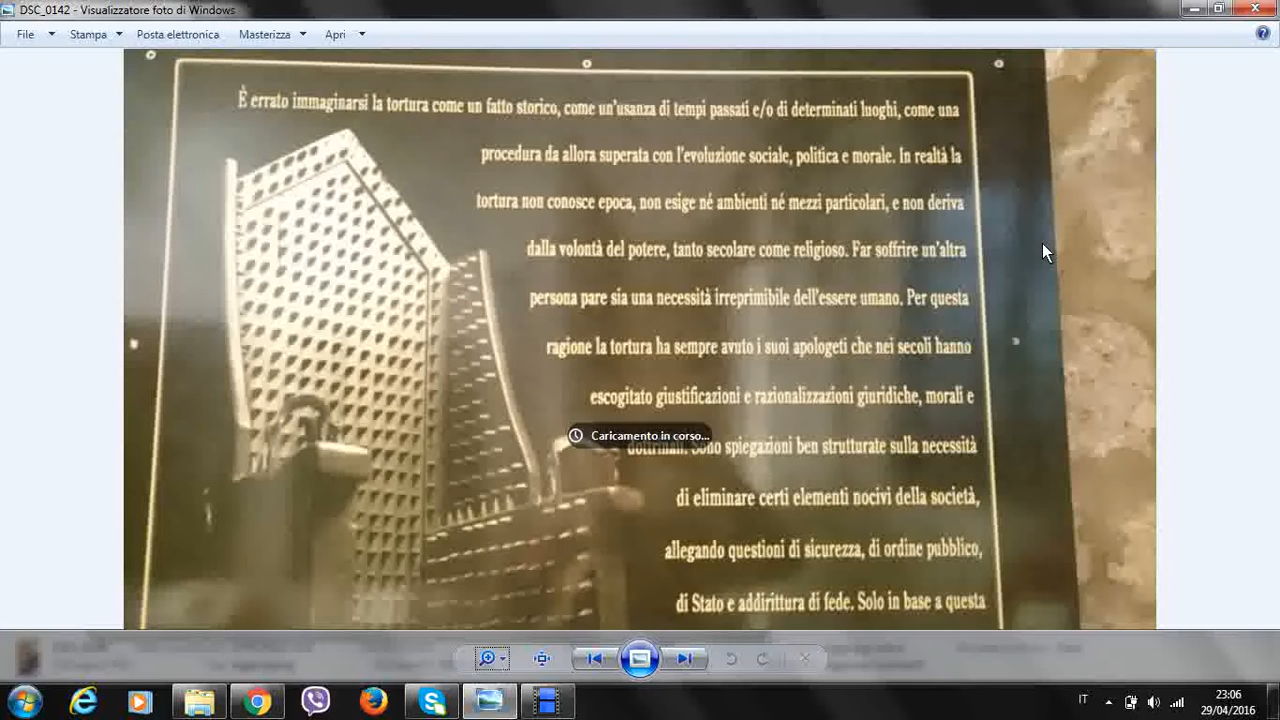 DSC_0142 - Visualizzatore foto di Windows
File Stampa Posta elettronica Masterizza Apri
È errato immaginarsi la tortura come un fatto storico, come un'usanza di tempi passati e/o di determinati luoghi, come una
procedura da allora superata con l'evoluzione sociale, politica e morale. In realtà la
tortura non conosce epoca, non esige né ambienti né mezzi particolari, e non deriva
dalla volontà del potere, tanto secolare come religioso. Far soffrire un'altra
persona pare sia una necessità irreprimibile dell'essere umano. Per questa
ragione la tortura ha sempre avuto i suoi apologeti che nei secoli hanno
escogitato giustificazioni e razionalizzazioni giuridiche, morali e
Caricamento in corso...
dottrinali. Sono spiegazioni ben strutturate sulla necessità
di eliminare certi elementi nocivi della società,
allegando questioni di sicurezza, di ordine pubblico,
di Stato e addirittura di fede. Solo in base a questa
IT
23:06
29/04/2016